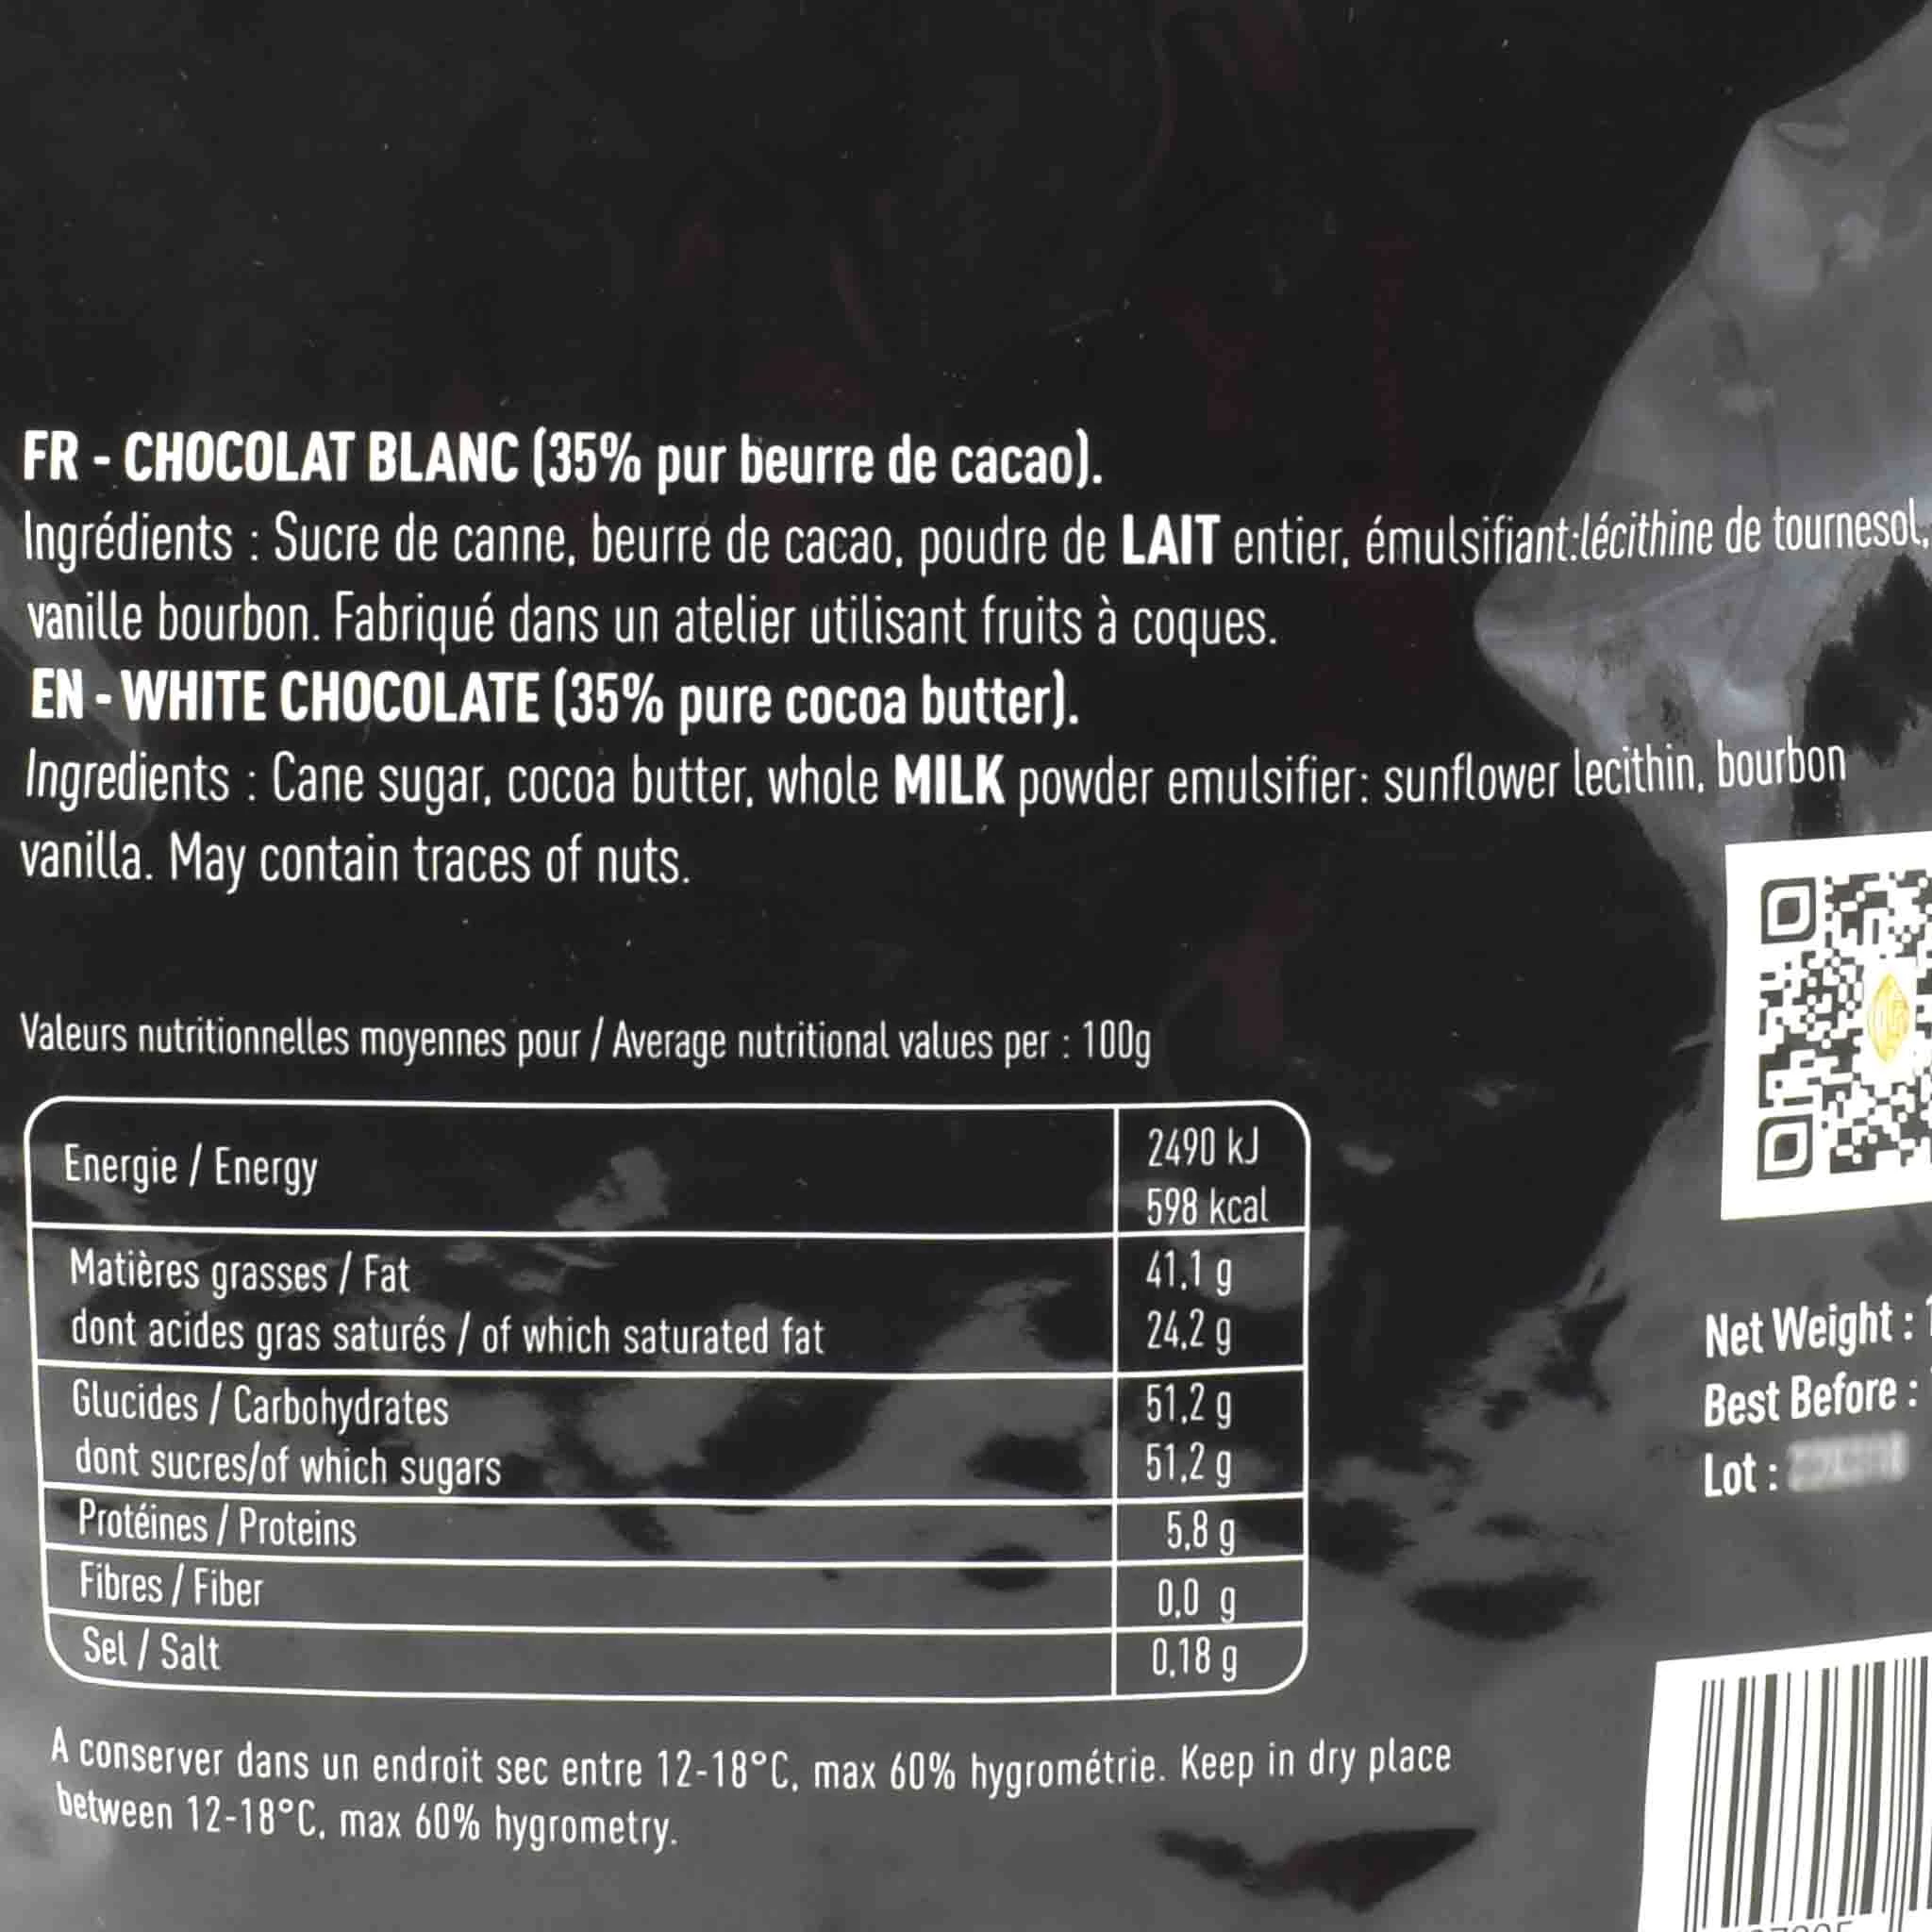 FR - CHOCOLAT BLANC (35% pur beurre de cacao).
Ingrédients : Sucre de canne, beurre de cacao, poudre de LAIT entier, émulsifiant:lécithine de tournesol,
vanille bourbon. Fabriqué dans un atelier utilisant fruits à coques.
EN - WHITE CHOCOLATE (35% pure cocoa butter).
Ingredients : Cane sugar, cocoa butter, whole MILK powder emulsifier: sunflower lecithin, bourbon
vanilla. May contain traces of nuts.
Valeurs nutritionnelles moyennes pour / Average nutritional values per : 100g
Energie / Energy 2490 kJ
598 kcal
Matières grasses / Fat 41,1 g
dont acides gras saturés / of which saturated fat 24,2 g
Glucides / Carbohydrates 51,2 g
dont sucres/of which sugars 51,2 g
Protéines / Proteins 5,8 g
Fibres / Fiber 0,0 g
Sel / Salt 0,18 g
A conserver dans un endroit sec entre 12-18°C, max 60% hygrométrie. Keep in dry place
between 12-18°C, max 60% hygrometry.
Net Weight :
Best Before :
Lot :